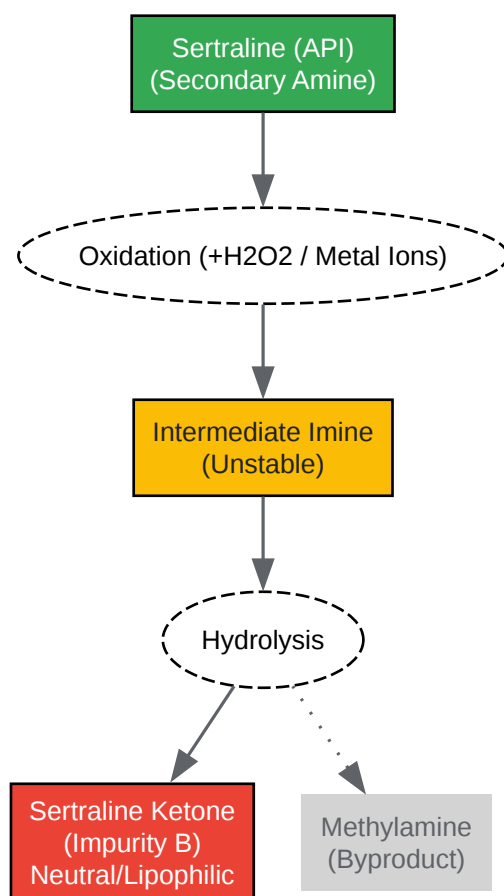 Sertraline (API)
(Secondary Amine)
Oxidation (+H2O2 / Metal Ions)
Intermediate Imine
(Unstable)
Hydrolysis
Sertraline Ketone
(Impurity B)
Neutral/Lipophilic
Methylamine
(Byproduct)